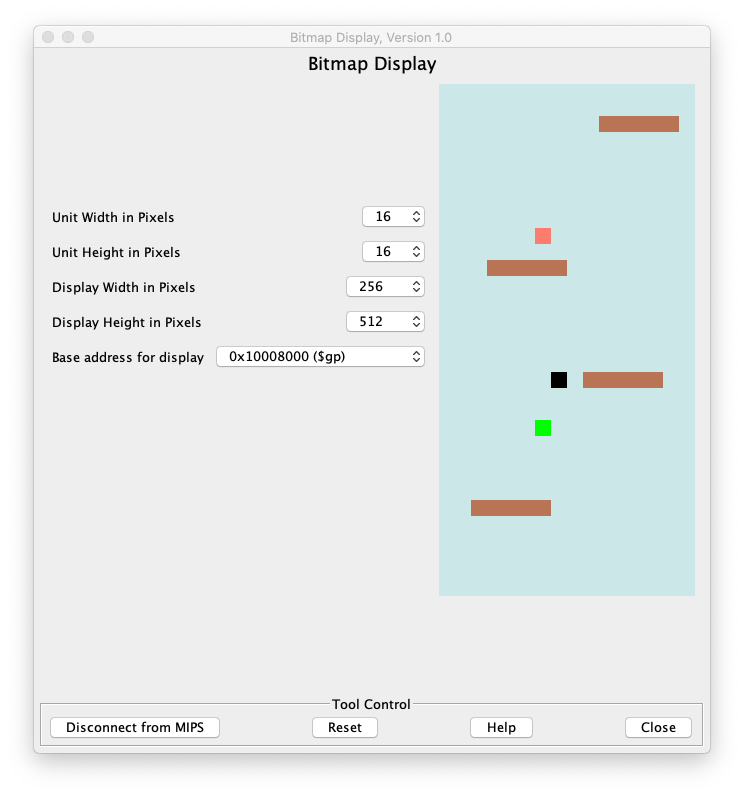 Bitmap Display, Version 1.0
Bitmap Display
Unit Width in Pixels 16
Unit Height in Pixels 16
Display Width in Pixels 256
Display Height in Pixels 512
Base address for display 0x10008000 ($gp)
Tool Control
Disconnect from MIPS Reset Help Close